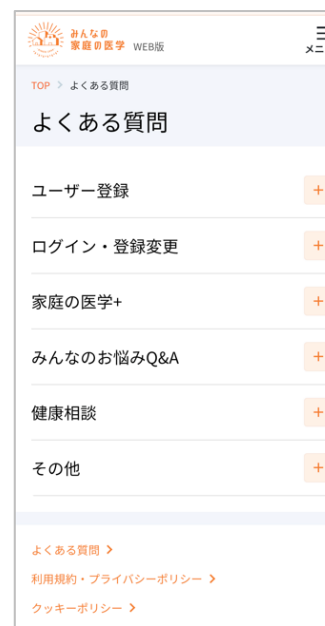 みんなの
家庭の医学 WEB版
TOP > よくある質問
よくある質問
ユーザー登録
ログイン・登録変更
家庭の医学+
みんなのお悩みQ&A
健康相談
その他
よくある質問 >
利用規約・プライバシーポリシー >
クッキーポリシー >